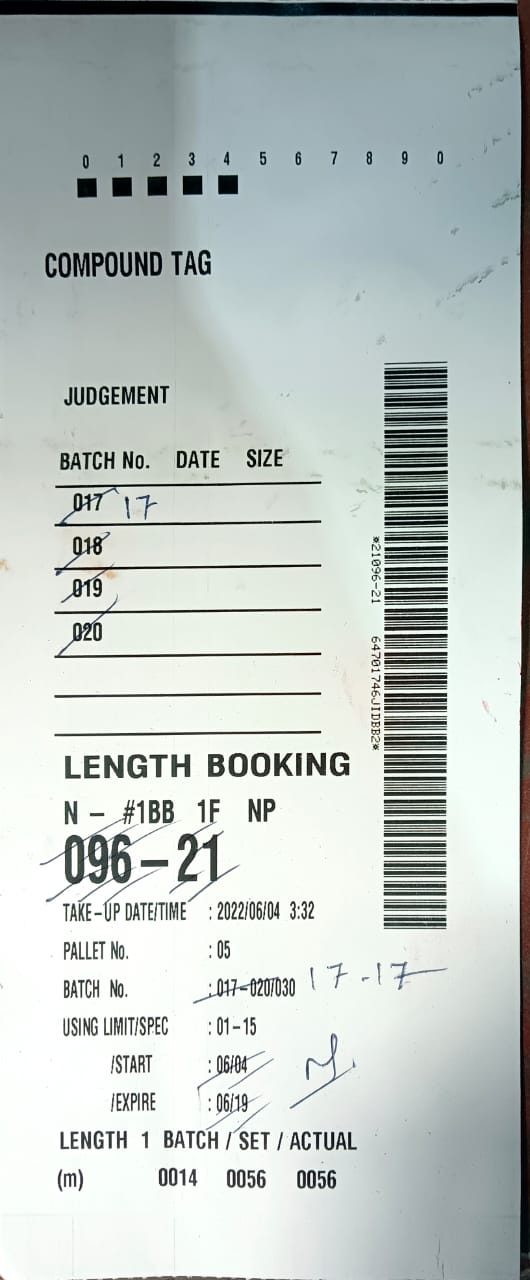 0 1 2 3 4 5 6 7 8 9 0
COMPOUND TAG
JUDGEMENT
BATCH No. DATE SIZE
017 17
018
019
020
*21096-21 64701746JIDBB2*
LENGTH BOOKING
N – #1BB 1F NP
096–21
TAKE–UP DATE/TIME : 2022/06/04 3:32
PALLET No. : 05
BATCH No. : 017–020/030 17-17
USING LIMIT/SPEC : 01–15
/START : 06/04
/EXPIRE : 06/19
LENGTH 1 BATCH / SET / ACTUAL
(m) 0014 0056 0056